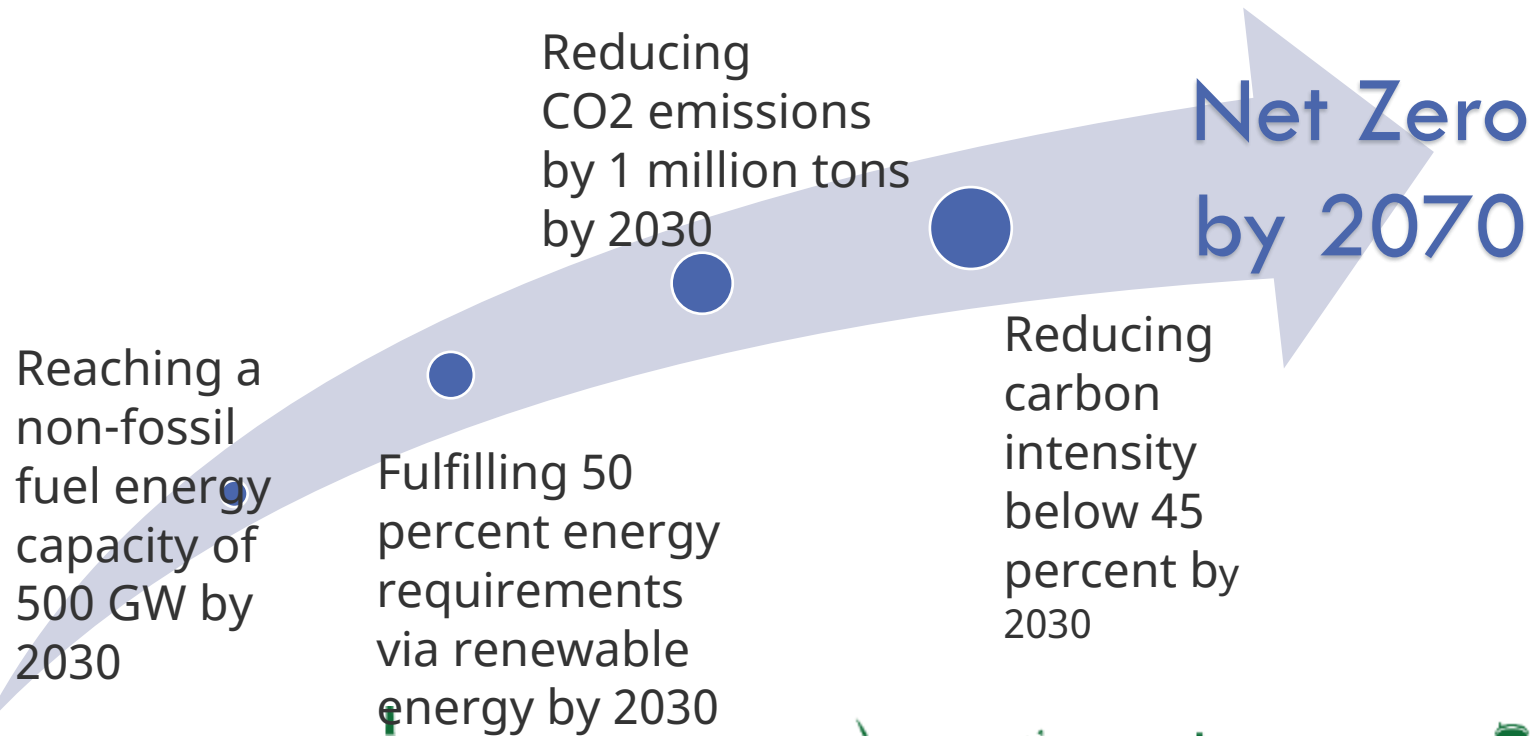 Reaching a
non-fossil
fuel energy
capacity of
500 GW by
2030
Fulfilling 50
percent energy
requirements
via renewable
energy by 2030
Reducing
CO2 emissions
by 1 million tons
by 2030
Reducing
carbon
intensity
below 45
percent by
2030
Net Zero
by 2070